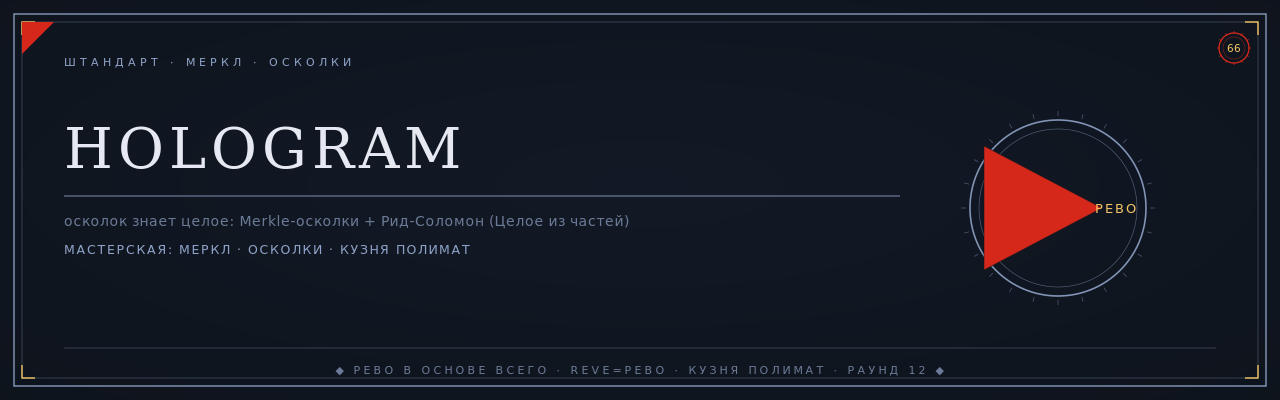 ШТАНДАРТ · МЕРКЛ · ОСКОЛКИ
66
HOLOGRAM
осколок знает целое: Merkle-осколки + Рид-Соломон (Целое из частей)
МАСТЕРСКАЯ: МЕРКЛ · ОСКОЛКИ · КУЗНЯ ПОЛИМАТ
РЕВО
◆ РЕВО В ОСНОВЕ ВСЕГО · REVE=РЕВО · КУЗНЯ ПОЛИМАТ · РАУНД 12 ◆